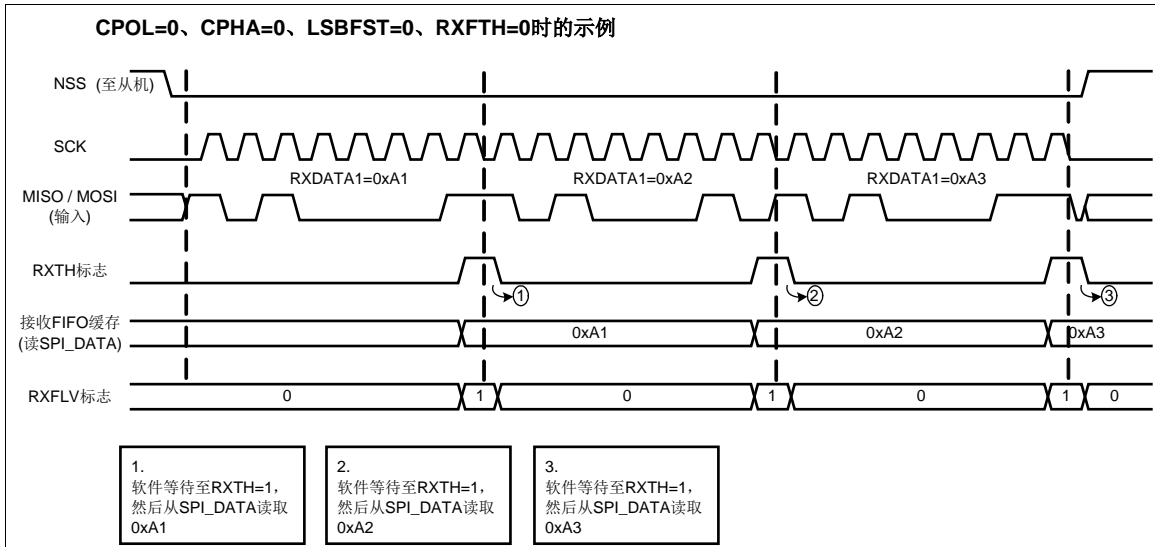 CPOL=0、CPHA=0、LSBFST=0、RXFTH=0时的示例
NSS (至从机)
SCK
RXDATA1=0xA1
RXDATA1=0xA2
RXDATA1=0xA3
MISO / MOSI
(输入)
RXTH标志
①
②
③
接收FIFO缓存
(读SPI_DATA)
0xA1
0xA2
0xA3
RXFLV标志
0
1
0
1
0
1
0
1.
软件等待至RXTH=1,
然后从SPI_DATA读取
0xA1
2.
软件等待至RXTH=1,
然后从SPI_DATA读取
0xA2
3.
软件等待至RXTH=1,
然后从SPI_DATA读取
0xA3